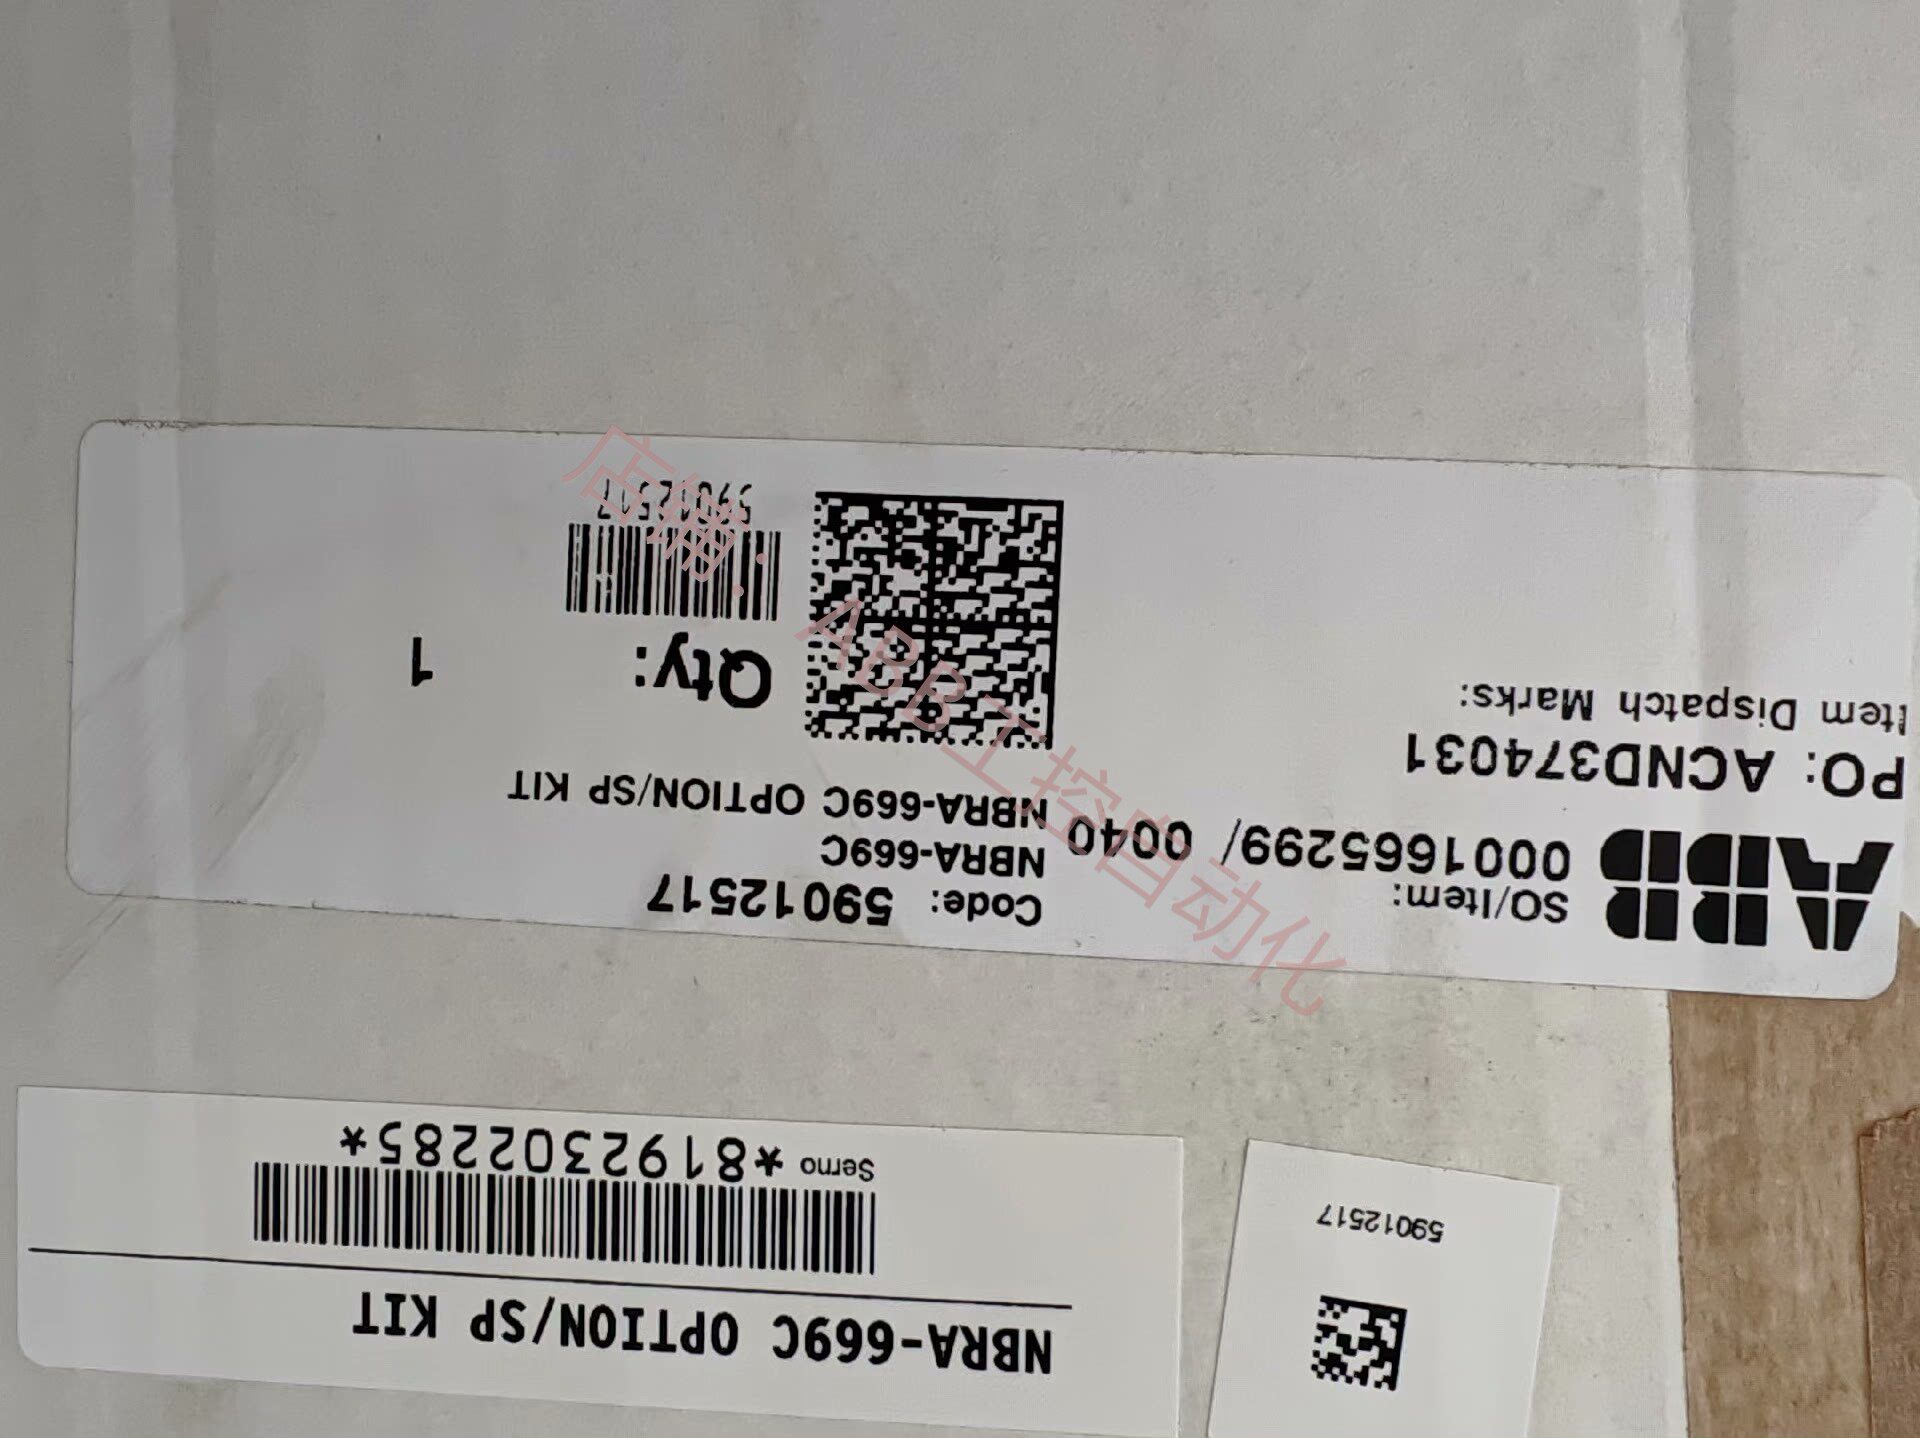 NBRA-669C OPTION/SP KIT
Serno *81923022​85*
59012517
ABB
SO/Item:
0001665299/ 0040
PO: ACND374031
Item Dispatch Marks:
Code: 59012517
NBRA-669C
NBRA-669C OPTION/SP KIT
Qty: 1
59012517
店铺：ABB工控自动化